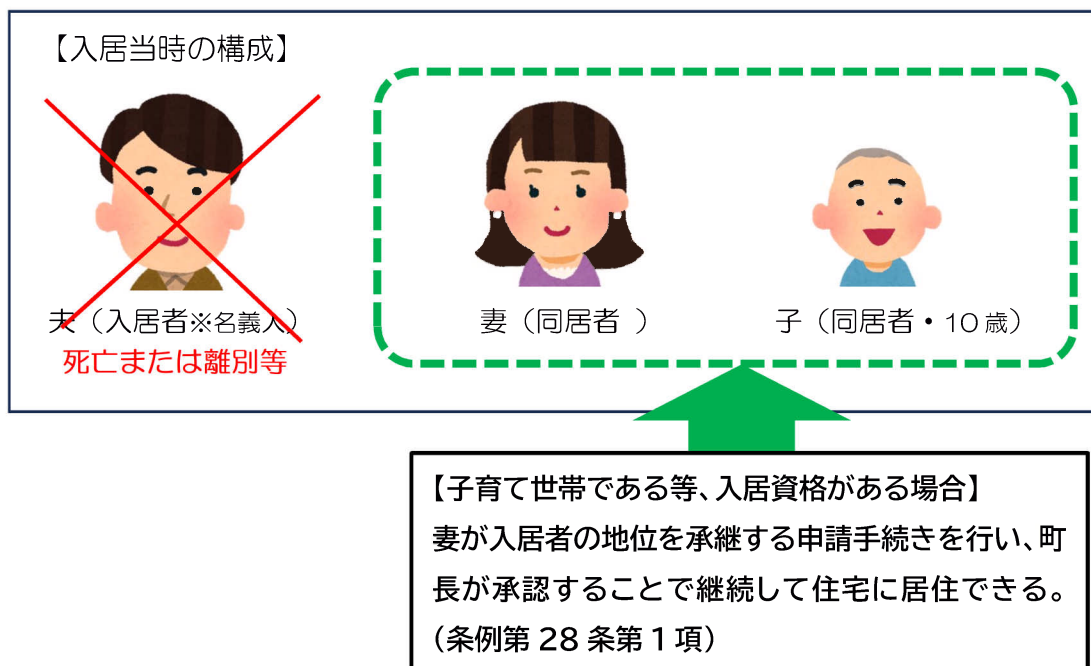 【入居当時の構成】
夫（入居者※名義人）
妻（同居者 ）
子（同居者・10歳）
死亡または離別等
【子育て世帯である等、入居資格がある場合】
妻が入居者の地位を承継する申請手続きを行い、町
長が承認することで継続して住宅に居住できる。
（条例第 28 条第 1 項）